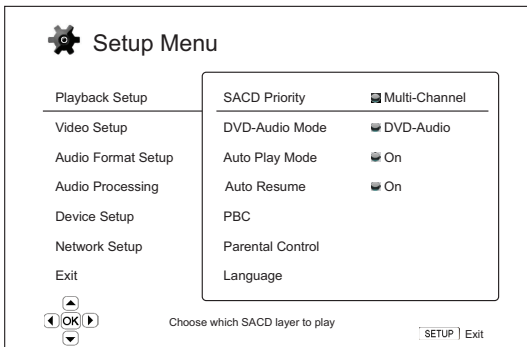 Setup Menu
Playback Setup
Video Setup
Audio Format Setup
Audio Processing
Device Setup
Network Setup
Exit
SACD Priority Multi-Channel
DVD-Audio Mode DVD-Audio
Auto Play Mode On
Auto Resume On
PBC
Parental Control
Language
OK
Choose which SACD layer to play
SETUP Exit